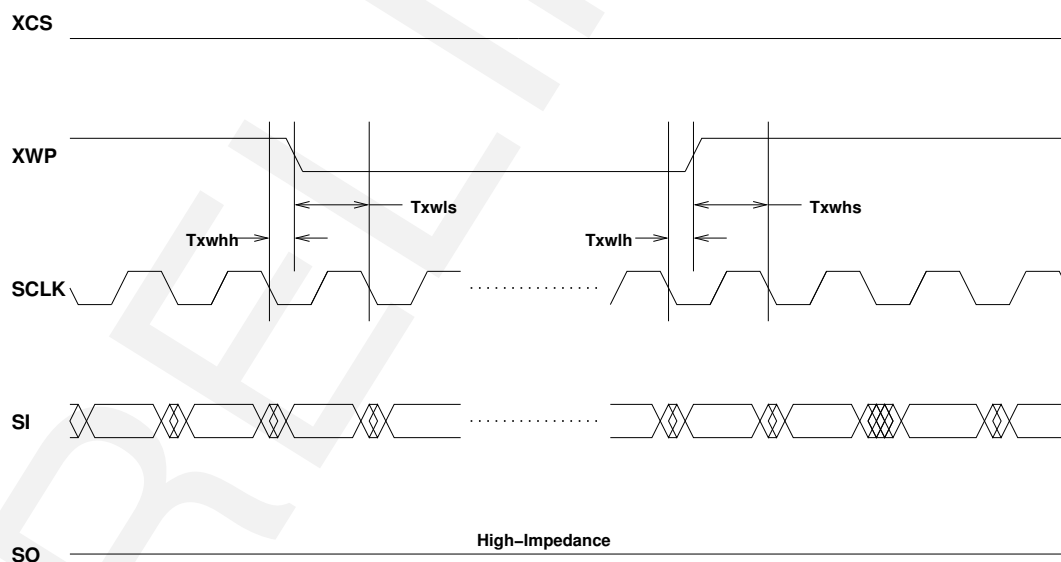 XCS
XWP
Txwls
Txwhs
Txwhh
Txwlh
SCLK
SI
High-Impedance
SO